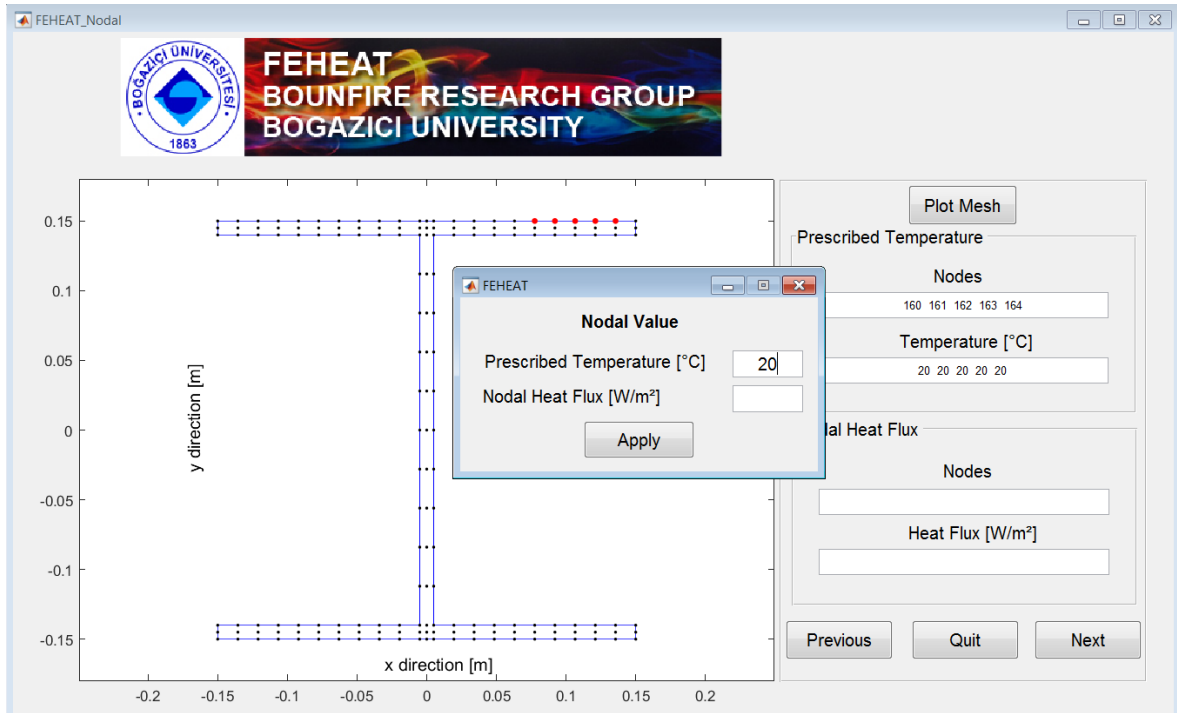 FEHEAT_Nodal
BOĞAZİÇİ ÜNİVERSİTESİ
1863
FEHEAT
BOUNFIRE RESEARCH GROUP
BOGAZICI UNIVERSITY
0.15
0.1
0.05
0
-0.05
-0.1
-0.15
y direction [m]
x direction [m]
-0.2 -0.15 -0.1 -0.05 0 0.05 0.1 0.15 0.2
FEHEAT
Nodal Value
Prescribed Temperature [°C] 20
Nodal Heat Flux [W/m²]
Apply
Plot Mesh
Prescribed Temperature
Nodes
160 161 162 163 164
Temperature [°C]
20 20 20 20 20
dal Heat Flux
Nodes
Heat Flux [W/m²]
Previous Quit Next